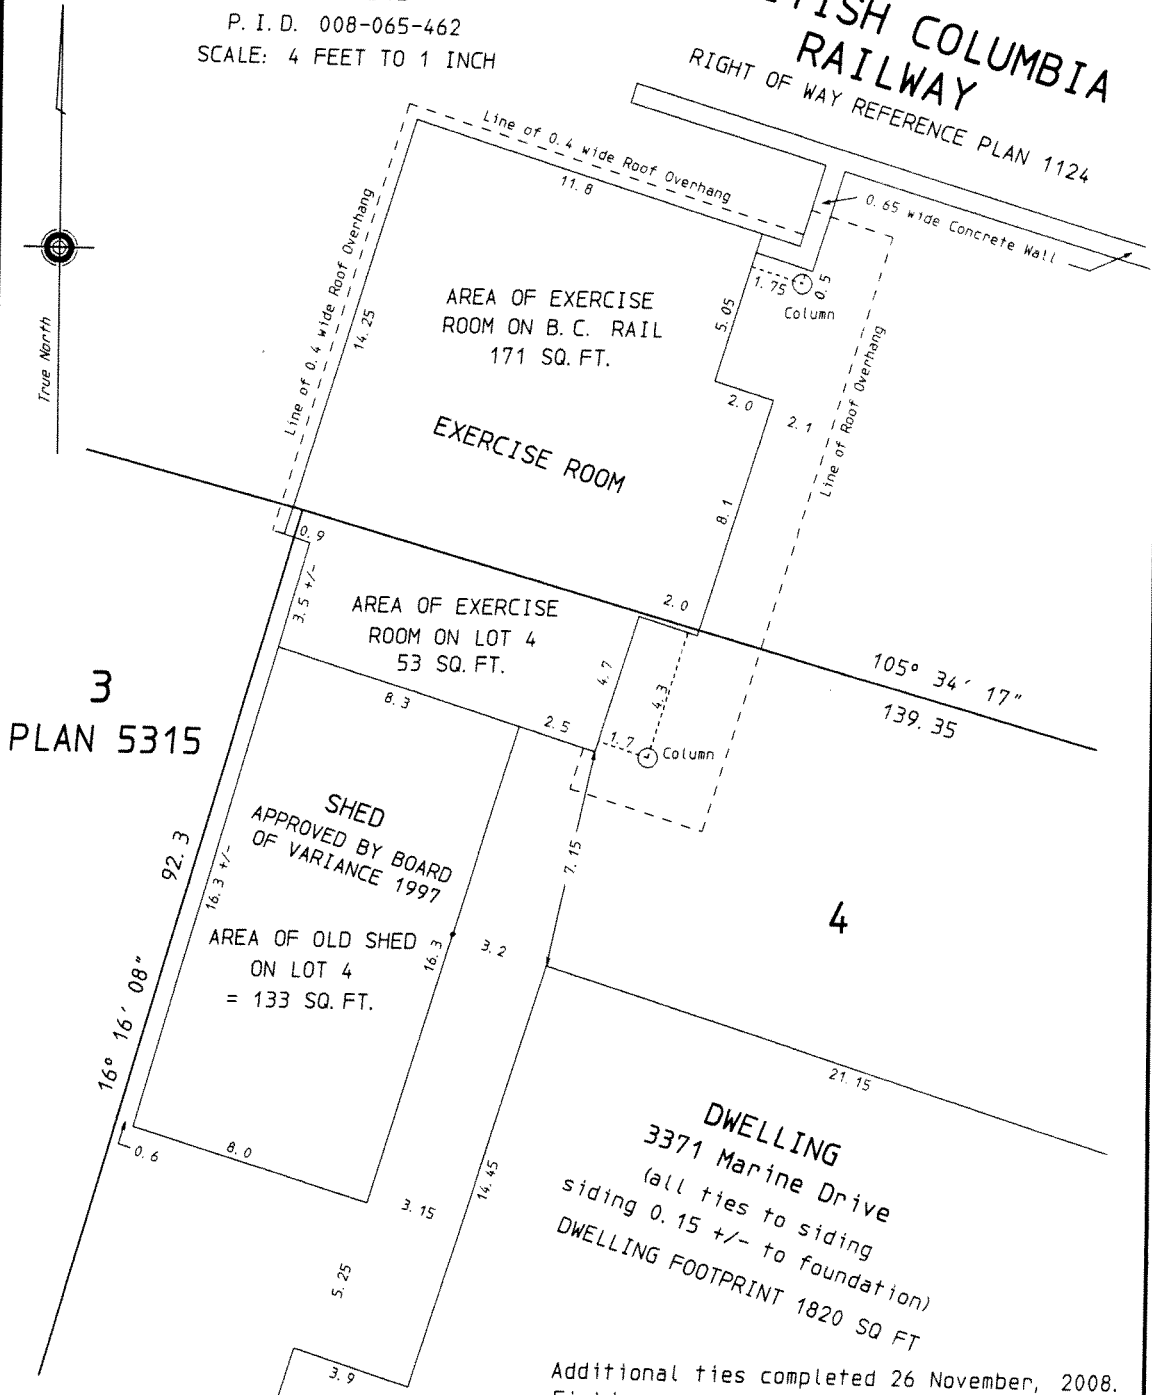 P.I.D. 008-065-462
SCALE: 4 FEET TO 1 INCH
COLUMBIA
RAILWAY
RIGHT OF WAY REFERENCE PLAN 1124
Line of 0.4 wide Roof Overhang
11.8
0.65 wide Concrete Wall
Line of 0.4 wide Roof Overhang
14.25
True North
AREA OF EXERCISE
ROOM ON B.C. RAIL
171 SQ.FT.
1.75
0.5
Column
5.05
2.0
2.1
Line of Roof Overhang
EXERCISE ROOM
8.1
0.9
3.5 +/-
AREA OF EXERCISE
ROOM ON LOT 4
53 SQ.FT.
2.0
105° 34' 17"
139.35
3
PLAN 5315
8.3
2.5
4.7
4.3
1.7
Column
SHED
APPROVED BY BOARD
OF VARIANCE 1997
92.3
16.3 +/-
7.15
4
AREA OF OLD SHED
ON LOT 4
= 133 SQ.FT.
16.3
3.2
16° 16' 08"
21.15
0.6
8.0
3.15
14.45
5.25
3.9
DWELLING
3371 Marine Drive
(all ties to siding
siding 0.15 +/- to foundation)
DWELLING FOOTPRINT 1820 SQ FT
Additional ties completed 26 November, 2008.